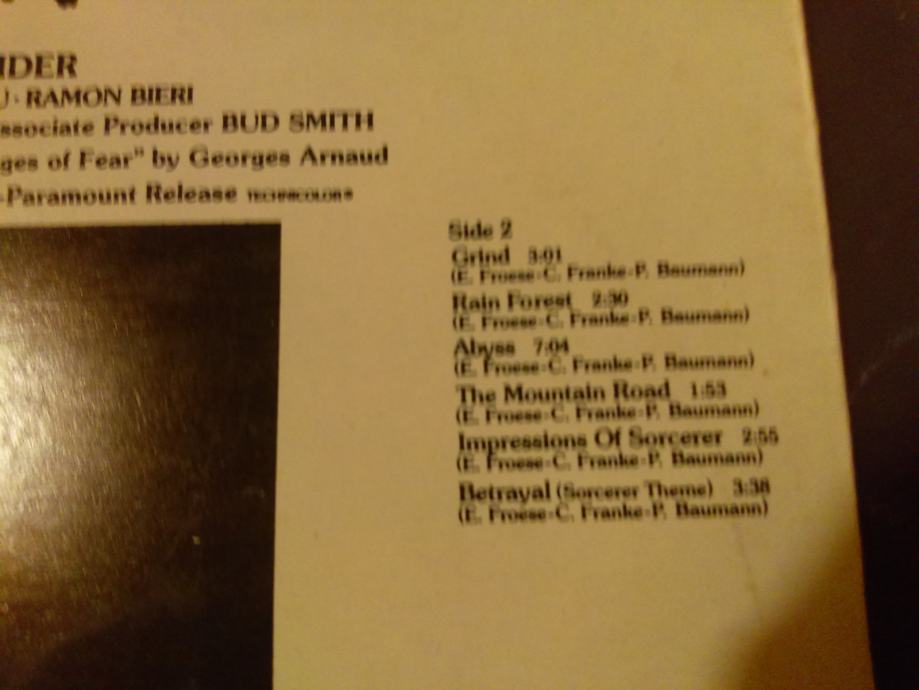 IDER
U · RAMON BIERI
ssociate Producer BUD SMITH
ges of Fear" by Georges Arnaud
-Paramount Release TECHNICOLOR®
Side 2
Grind 3:01
(E. Froese-C. Franke-P. Baumann)
Rain Forest 2:30
(E. Froese-C. Franke-P. Baumann)
Abyss 7:04
(E. Froese-C. Franke-P. Baumann)
The Mountain Road 1:53
(E. Froese-C. Franke-P. Baumann)
Impressions Of Sorcerer 2:55
(E. Froese-C. Franke-P. Baumann)
Betrayal (Sorcerer Theme) 3:38
(E. Froese-C. Franke-P. Baumann)